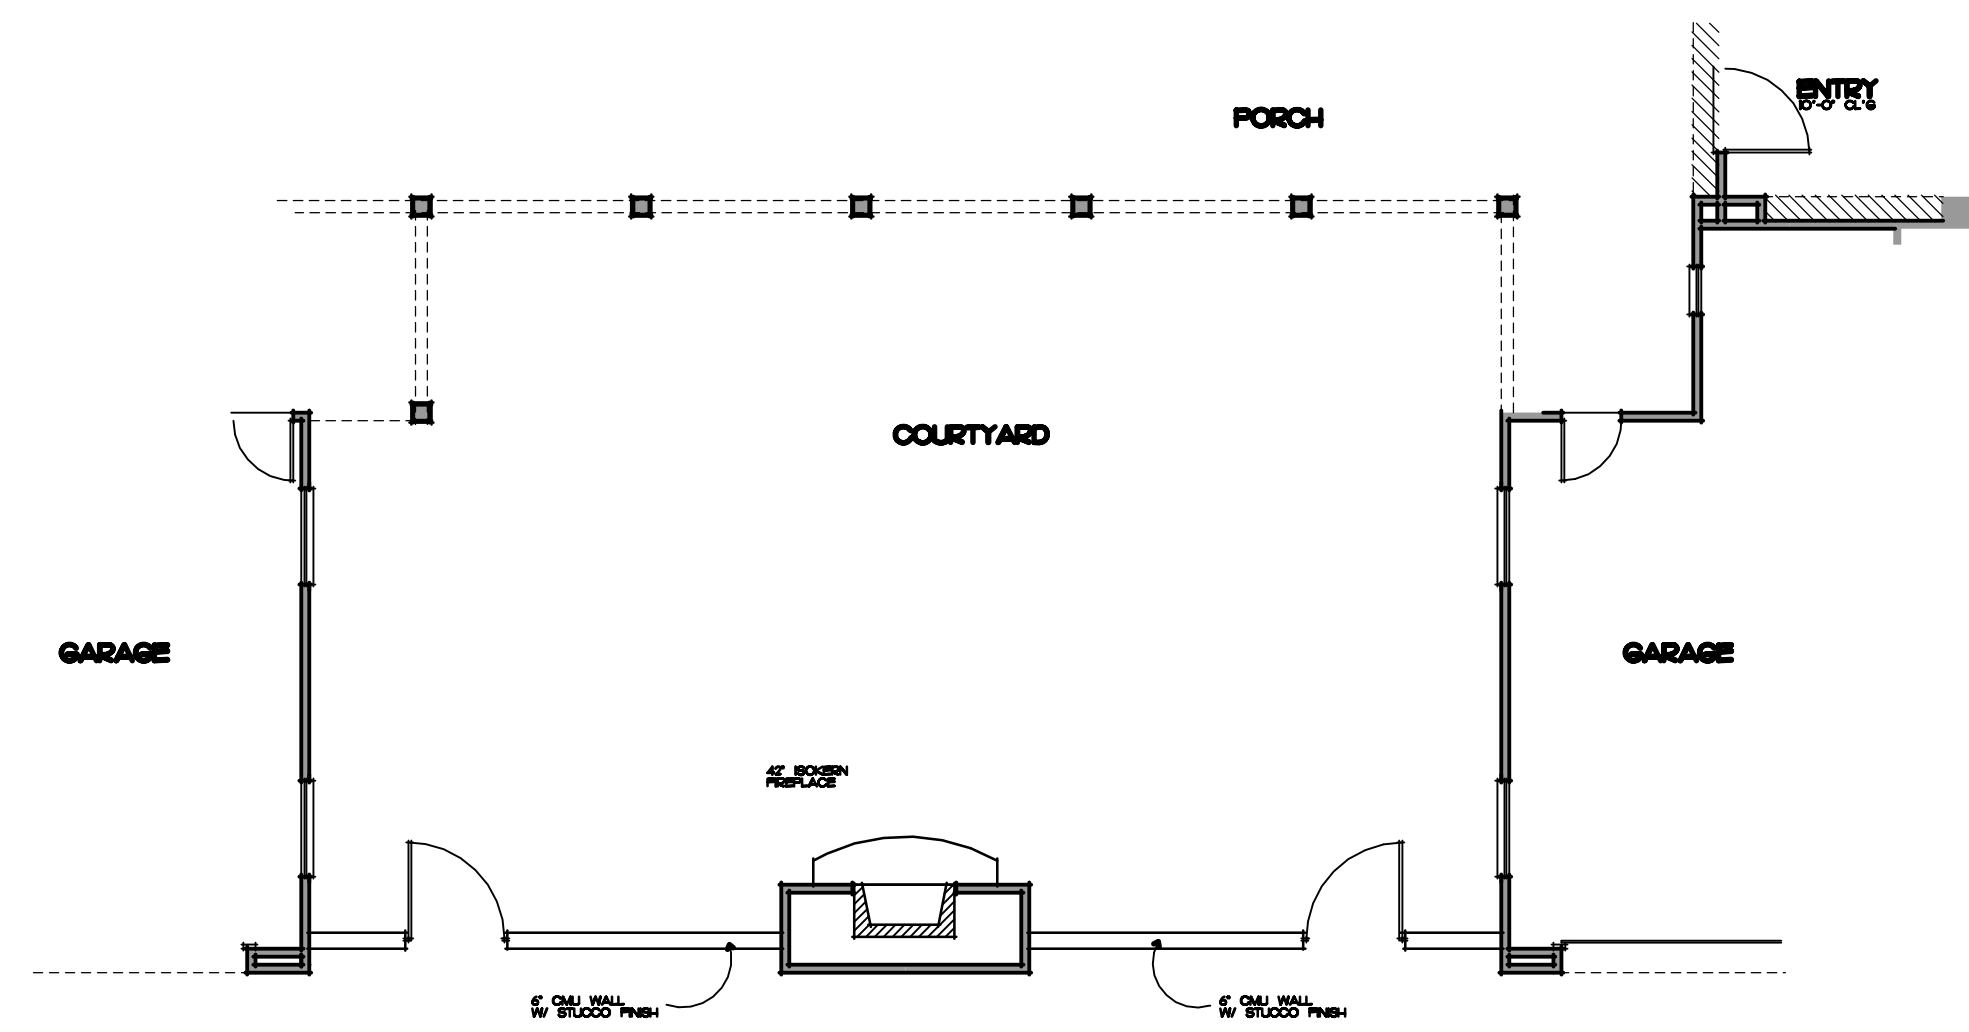 ENTRY
10'-0" CL'G
PORCH
COURTYARD
GARAGE
GARAGE
42" ISOKERN
FIREPLACE
6" CMU WALL
W/ STUCCO FINISH
6" CMU WALL
W/ STUCCO FINISH